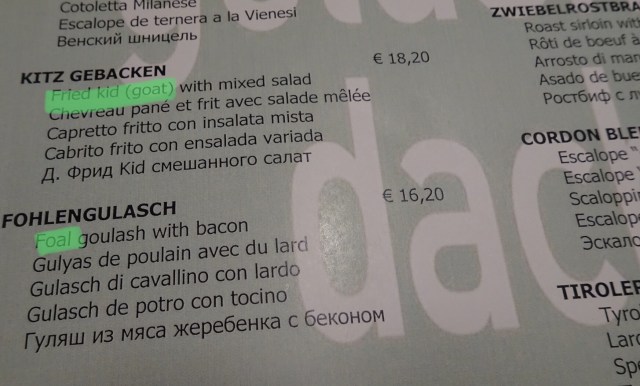 Cotoletta Milanese
Escalope de ternera a la Vienesi
Венский шницель
€ 18,20
KITZ GEBACKEN
Fried kid (goat) with mixed salad
Chevreau pané et frit avec salade mêlée
Capretto fritto con insalata mista
Cabrito frito con ensalada variada
Д. Фрид Kid смешанного салат
€ 16,20
FOHLENGULASCH
Foal goulash with bacon
Gulyas de poulain avec du lard
Gulasch di cavallino con lardo
Gulasch de potro con tocino
Гуляш из мяса жеребенка с беконом
ZWIEBELROSTBRA
Roast sirloin with
Rôti de boeuf à
Arrosto di man
Asado de bue
Ростбиф с л
CORDON BLE
Escalope "
Escalope
Scaloppi
Escalop
Эскало
TIROLER
Tyro
Lard
Spe
dac